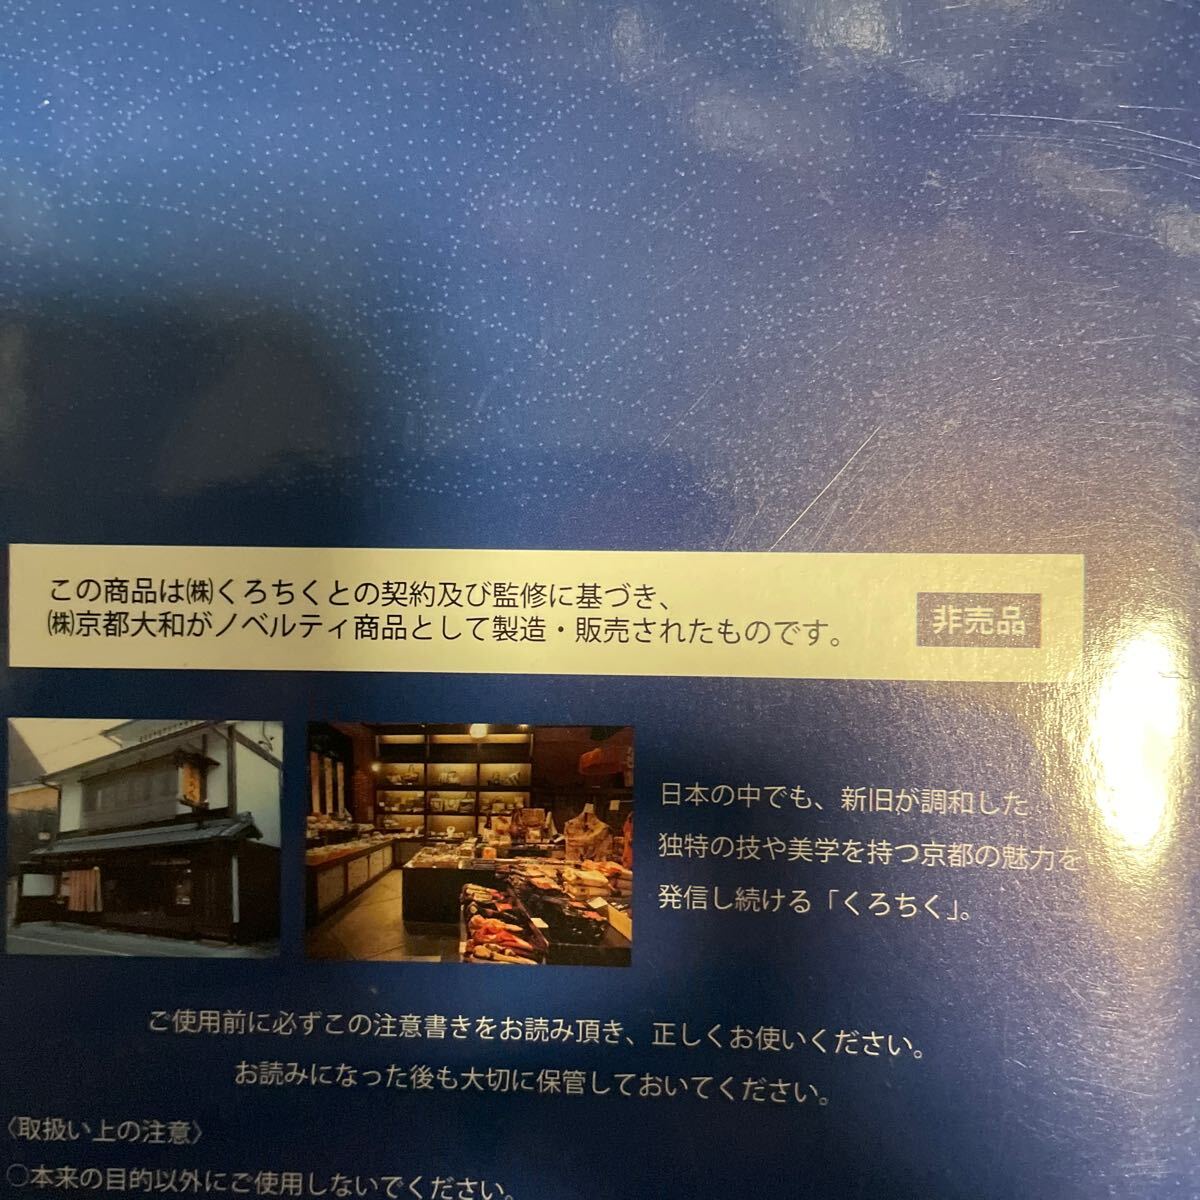 この商品は㈱くろちくとの契約及び監修に基づき、
㈱京都大和がノベルティ商品として製造・販売されたものです。
非売品
日本の中でも、新旧が調和した
独特の技や美学を持つ京都の魅力を
発信し続ける「くろちく」。
ご使用前に必ずこの注意書きをお読み頂き、正しくお使いください。
お読みになった後も大切に保管しておいてください。
〈取扱い上の注意〉
○本来の目的以外にご使用しないでください。